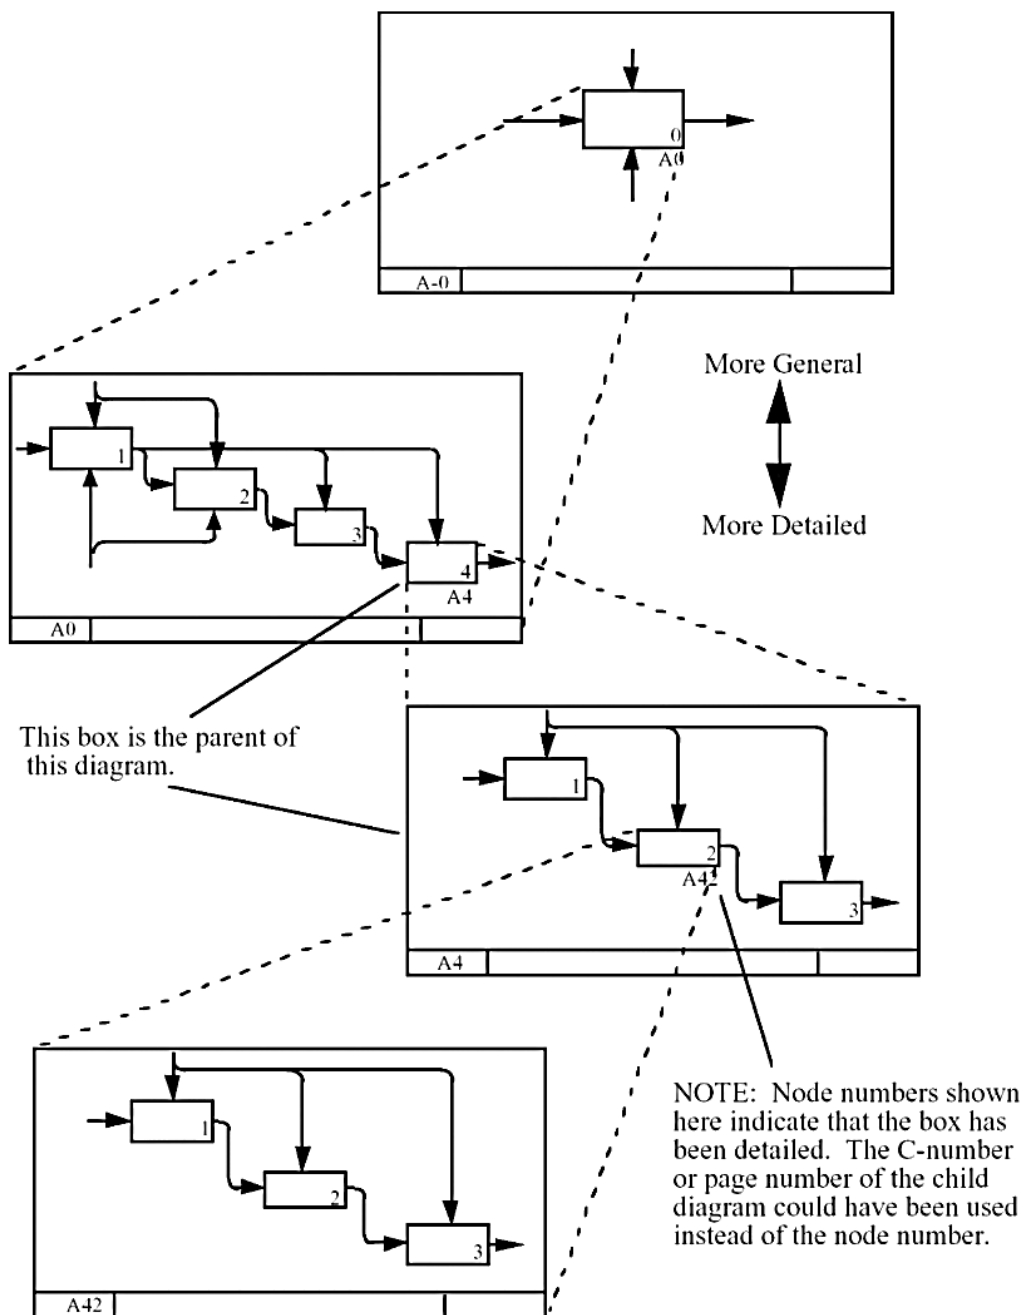 0
A0
A-0
More General
More Detailed
1
2
3
4
A4
A0
This box is the parent of
this diagram.
1
2
A42
3
A4
NOTE: Node numbers shown
here indicate that the box has
been detailed. The C-number
or page number of the child
diagram could have been used
instead of the node number.
1
2
3
A42